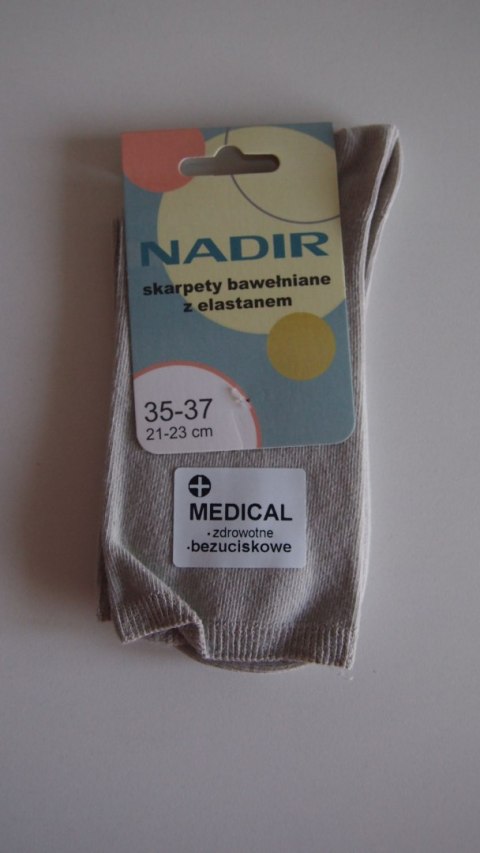 NADIR
skarpety bawełniane
z elastanem
35-37
21-23 cm
MEDICAL
•zdrowotne
•bezuciskowe